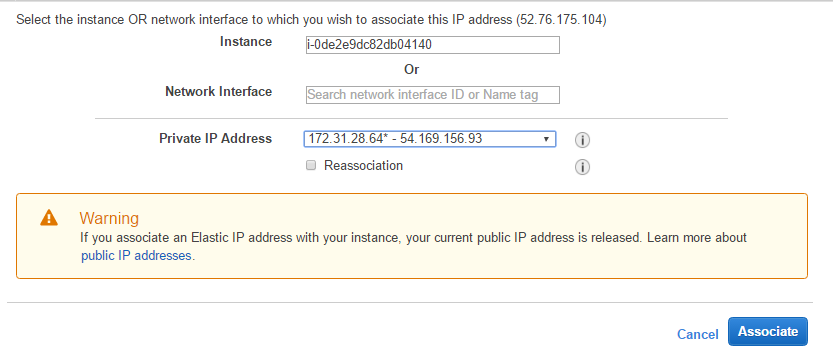 Select the instance OR network interface to which you wish to associate this IP address (52.76.175.104)
Instance i-0de2e9dc82db04140
Or
Network Interface Search network interface ID or Name tag
Private IP Address 172.31.28.64* - 54.169.156.93
Reassociation
Warning
If you associate an Elastic IP address with your instance, your current public IP address is released. Learn more about
public IP addresses.
Cancel Associate